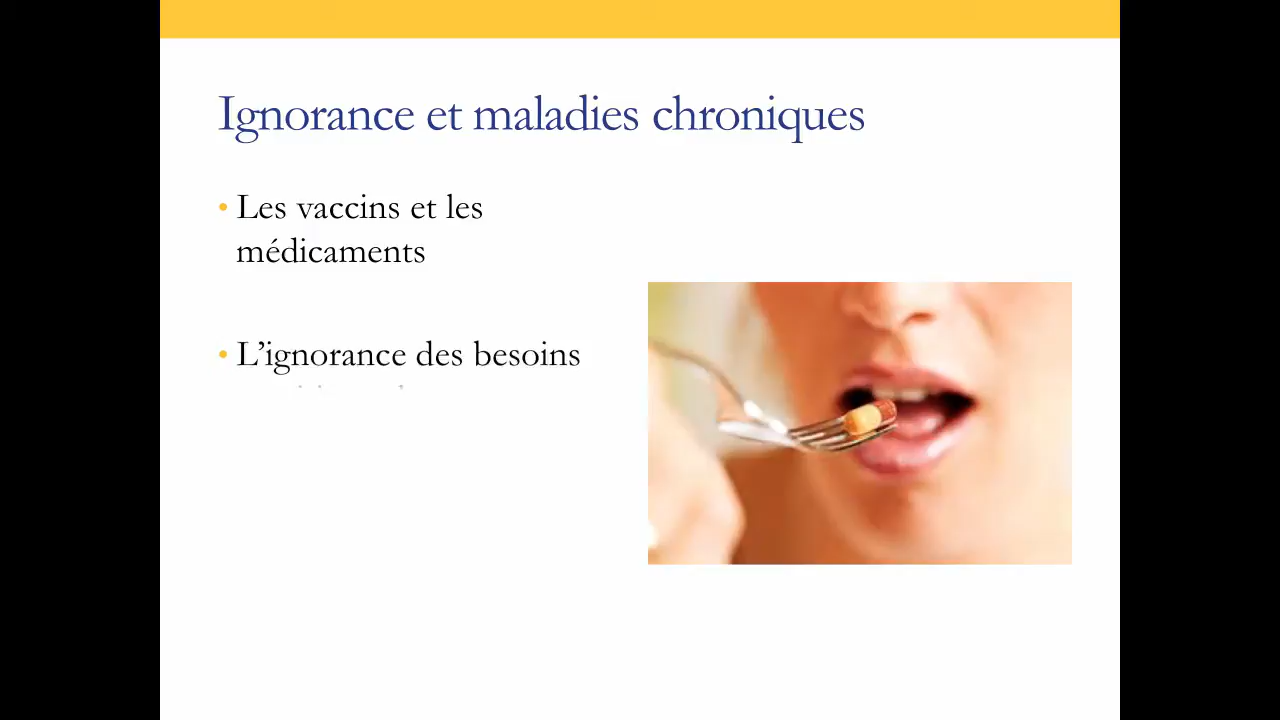 Ignorance et maladies chroniques
• Les vaccins et les
médicaments
• L’ignorance des besoins